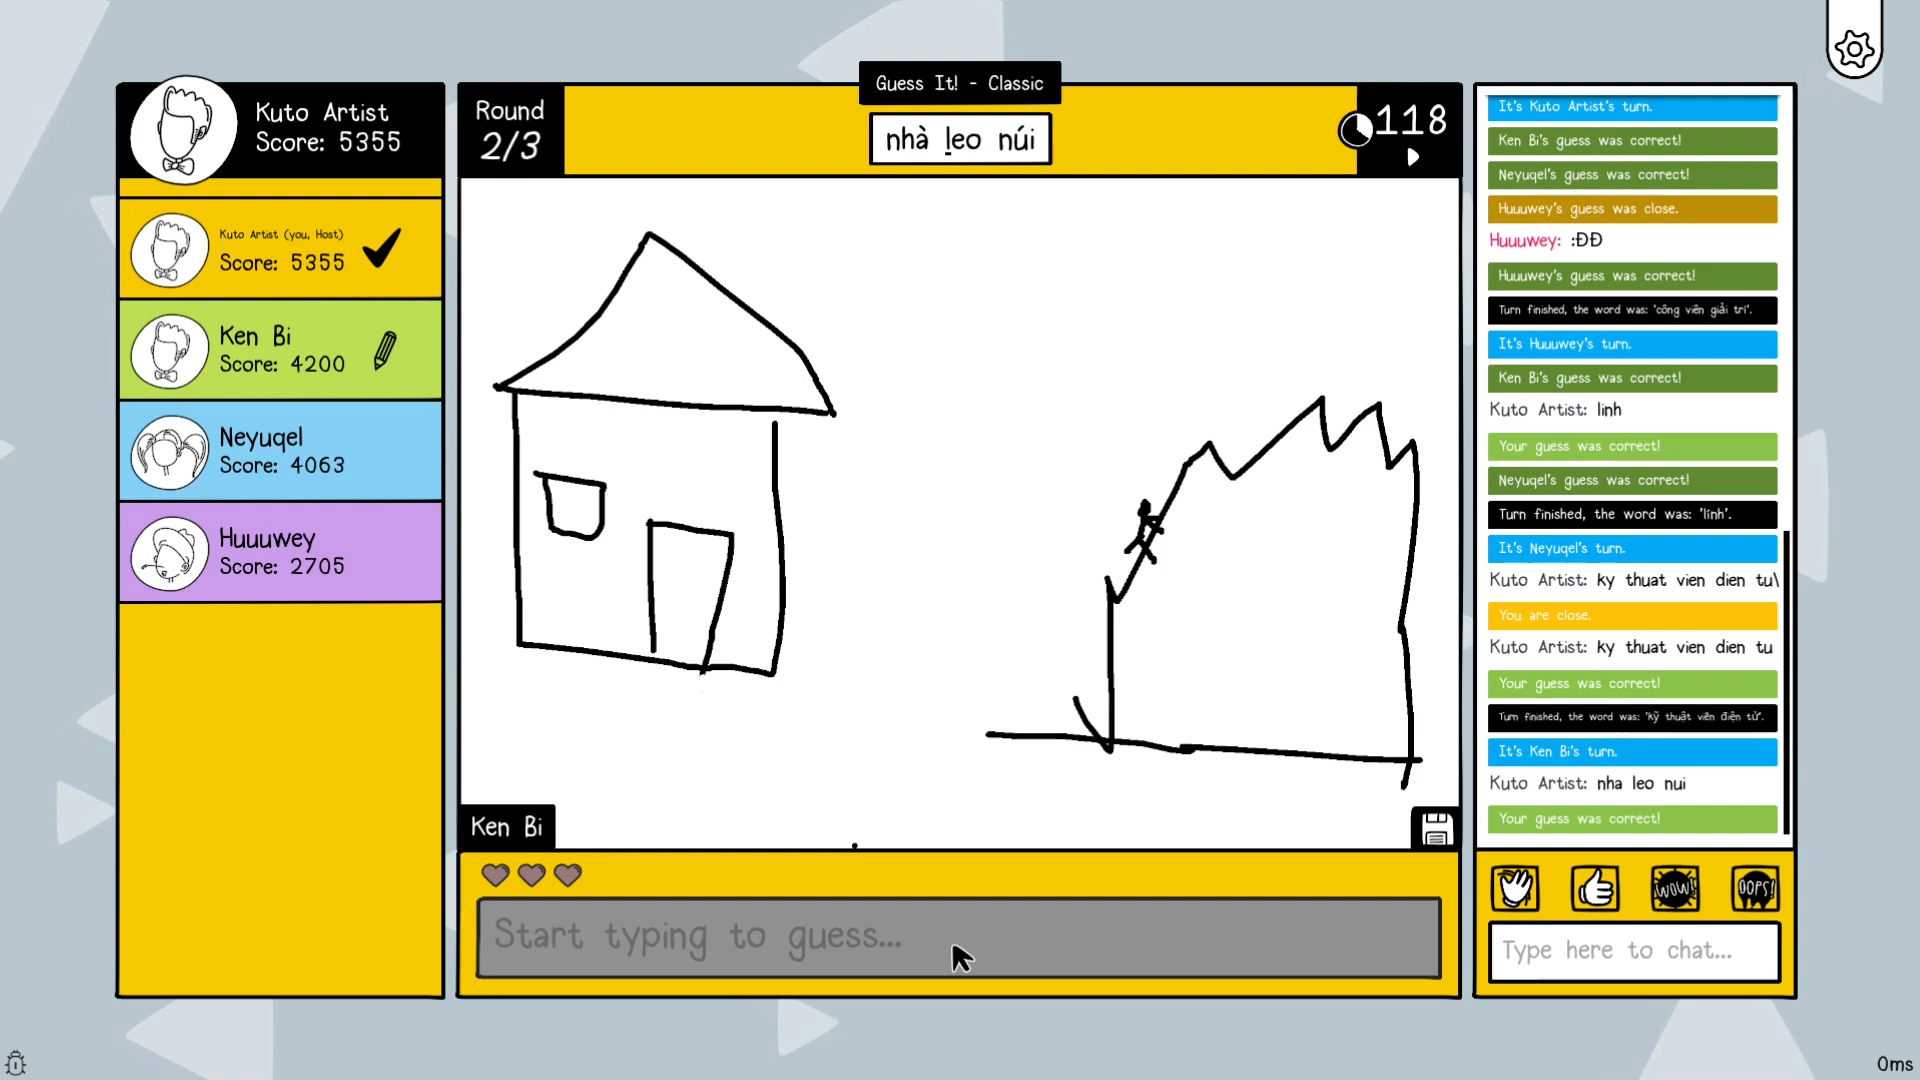 Guess It! - Classic
Kuto Artist
Score: 5355
Round
2/3
nhà leo núi
118
Kuto Artist (you, Host)
Score: 5355
Ken Bi
Score: 4200
Neyuqel
Score: 4063
Huuuwey
Score: 2705
Ken Bi
Start typing to guess...
It's Kuto Artist's turn.
Ken Bi's guess was correct!
Neyuqel's guess was correct!
Huuuwey's guess was close.
Huuuwey: :ĐĐ
Huuuwey's guess was correct!
Turn finished, the word was: 'công viên giải trí'.
It's Huuuwey's turn.
Ken Bi's guess was correct!
Kuto Artist: linh
Your guess was correct!
Neyuqel's guess was correct!
Turn finished, the word was: 'lính'.
It's Neyuqel's turn.
Kuto Artist: ky thuat vien dien tu\
You are close.
Kuto Artist: ky thuat vien dien tu
Your guess was correct!
Turn finished, the word was: 'kỹ thuật viên điện tử'.
It's Ken Bi's turn.
Kuto Artist: nha leo nui
Your guess was correct!
WOW!
OOPS!
Type here to chat...
0ms